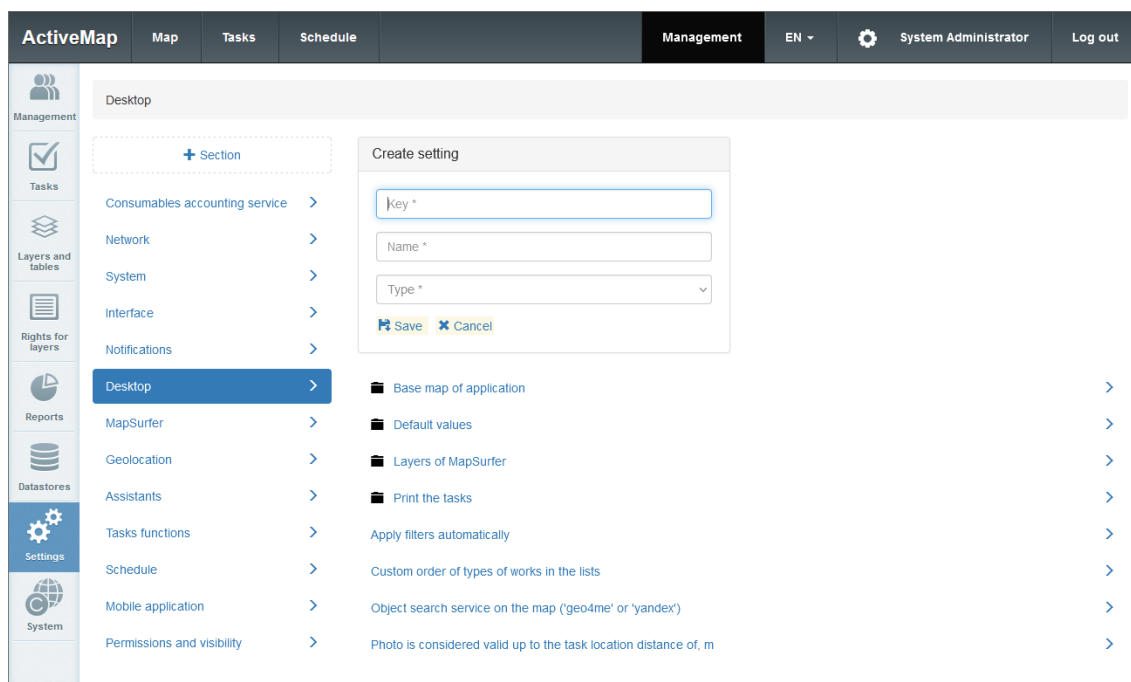 ActiveMap Map Tasks Schedule Management EN System Administrator Log out
Management
Tasks
Layers and
tables
Rights for
layers
Reports
Datastores
Settings
C
System
Desktop
Section
Consumables accounting service
Network
System
Interface
Notifications
Desktop
MapSurfer
Geolocation
Assistants
Tasks functions
Schedule
Mobile application
Permissions and visibility
Create setting
Key *
Name *
Type *
Save Cancel
Base map of application
Default values
Layers of MapSurfer
Print the tasks
Apply filters automatically
Custom order of types of works in the lists
Object search service on the map ('geo4me' or 'yandex')
Photo is considered valid up to the task location distance of, m